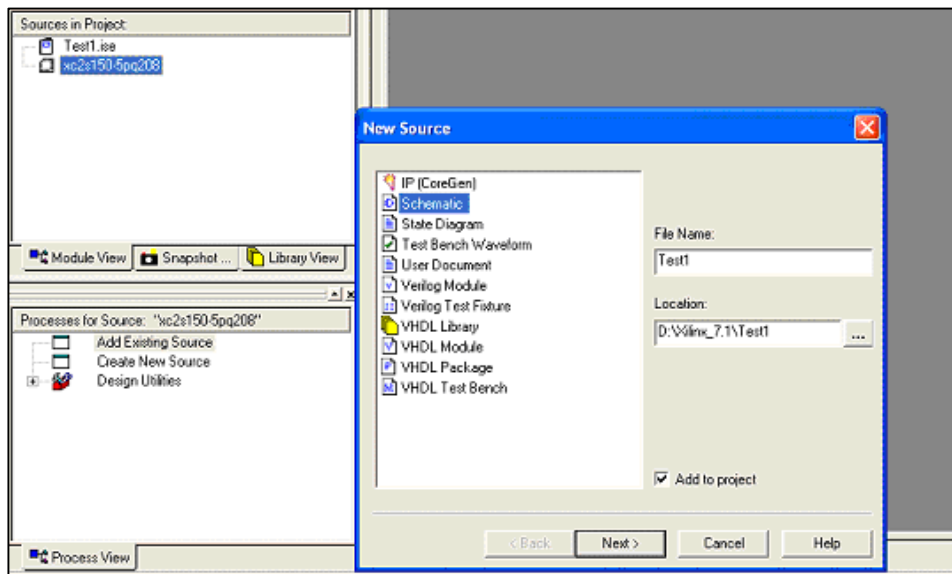 Sources in Project:
Test1.ise
xc2s150-5pq208
Module View
Snapshot ...
Library View
Processes for Source: "xc2s150-5pq208"
Add Existing Source
Create New Source
Design Utilities
Process View
New Source
IP (CoreGen)
Schematic
State Diagram
Test Bench Waveform
User Document
Verilog Module
Verilog Test Fixture
VHDL Library
VHDL Module
VHDL Package
VHDL Test Bench
File Name:
Test1
Location:
D:\Xilinx_7.1\Test1
...
Add to project
< Back
Next >
Cancel
Help